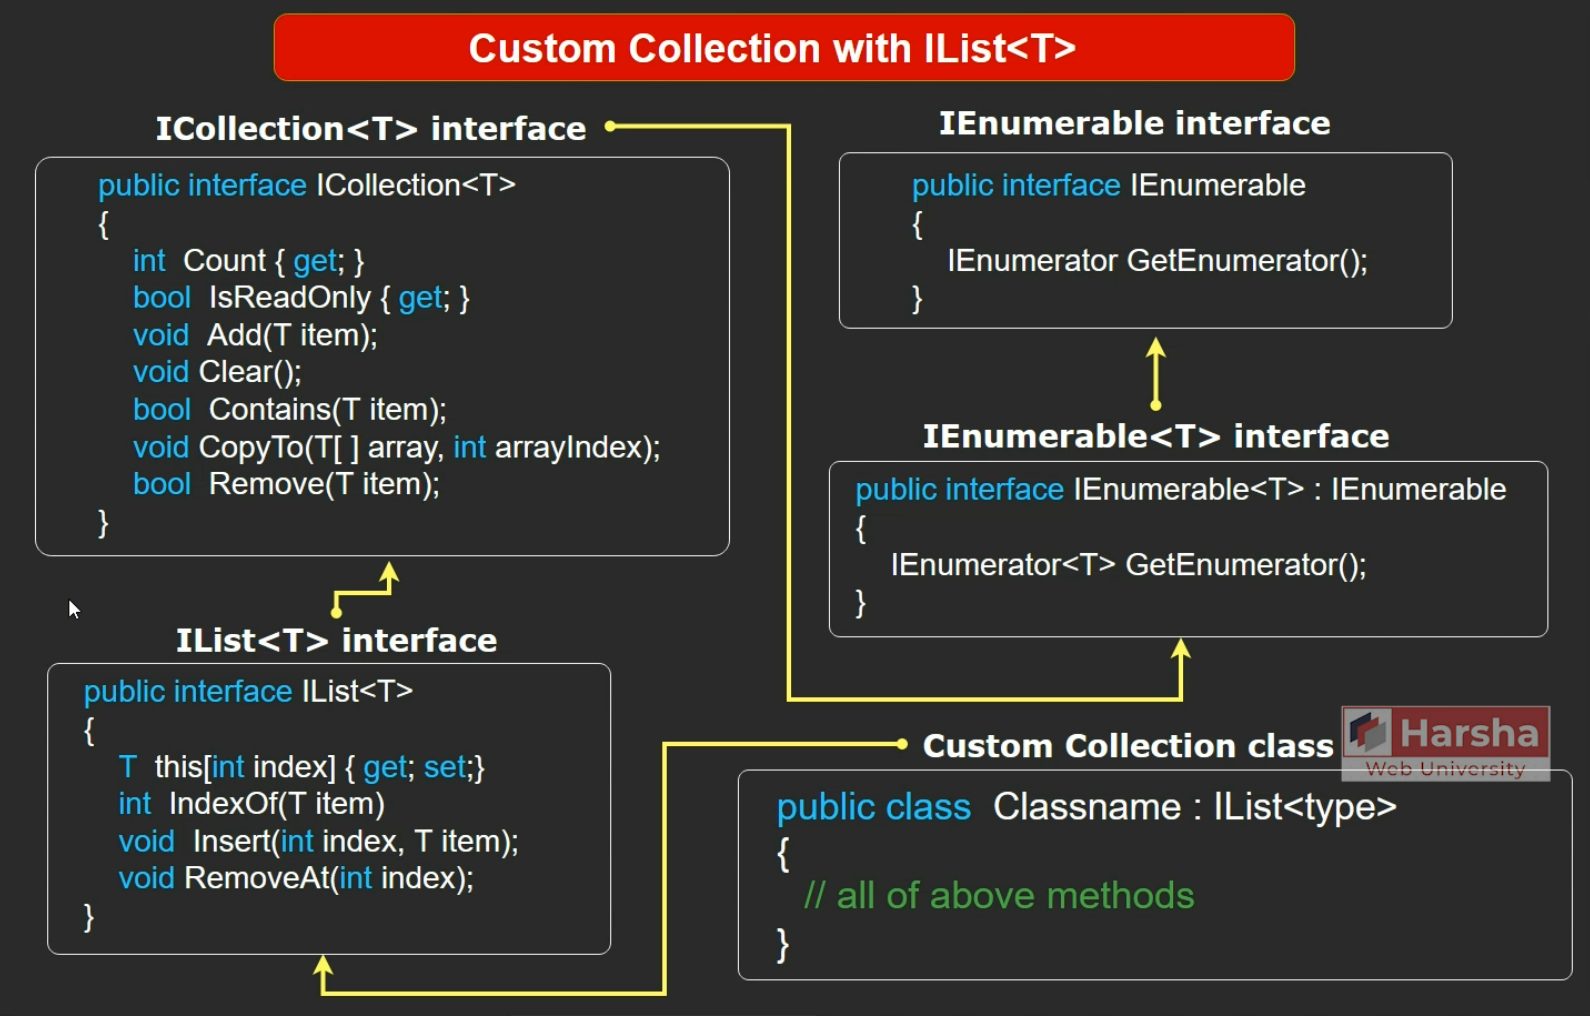 Custom Collection with IList<T>
ICollection<T> interface
public interface ICollection<T>
{
int Count { get; }
bool IsReadOnly { get; }
void Add(T item);
void Clear();
bool Contains(T item);
void CopyTo(T[ ] array, int arrayIndex);
bool Remove(T item);
}
IList<T> interface
public interface IList<T>
{
T this[int index] { get; set;}
int IndexOf(T item)
void Insert(int index, T item);
void RemoveAt(int index);
}
IEnumerable interface
public interface IEnumerable
{
IEnumerator GetEnumerator();
}
IEnumerable<T> interface
public interface IEnumerable<T> : IEnumerable
{
IEnumerator<T> GetEnumerator();
}
Custom Collection class
Harsha
Web University
public class Classname : IList<type>
{
// all of above methods
}